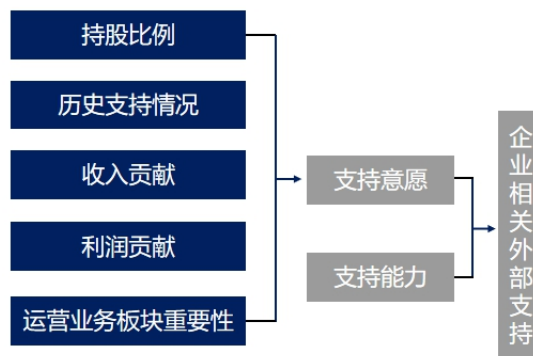 持股比例
历史支持情况
收入贡献
利润贡献
运营业务板块重要性
支持意愿
支持能力
企业相关外部支持